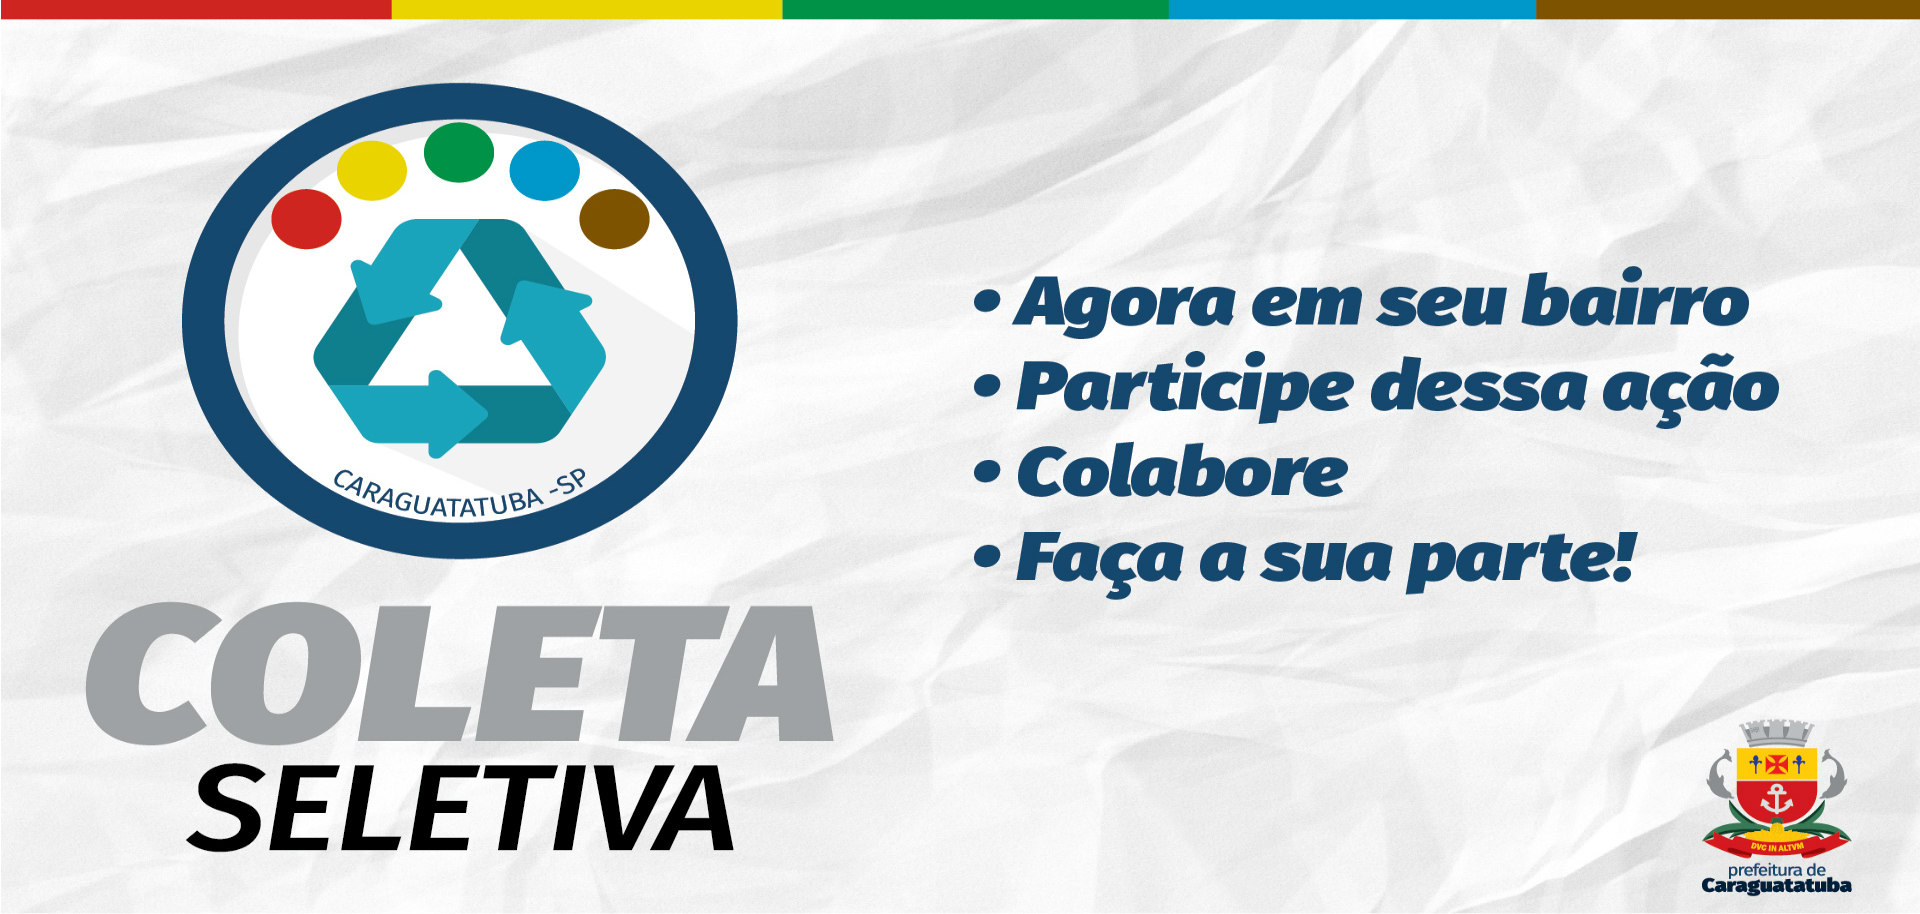 CARAGUATATUBA -SP
COLETA
SELETIVA
• Agora em seu bairro
• Participe dessa ação
• Colabore
• Faça a sua parte!
DVC IN ALTVM
prefeitura de
Caraguatatuba